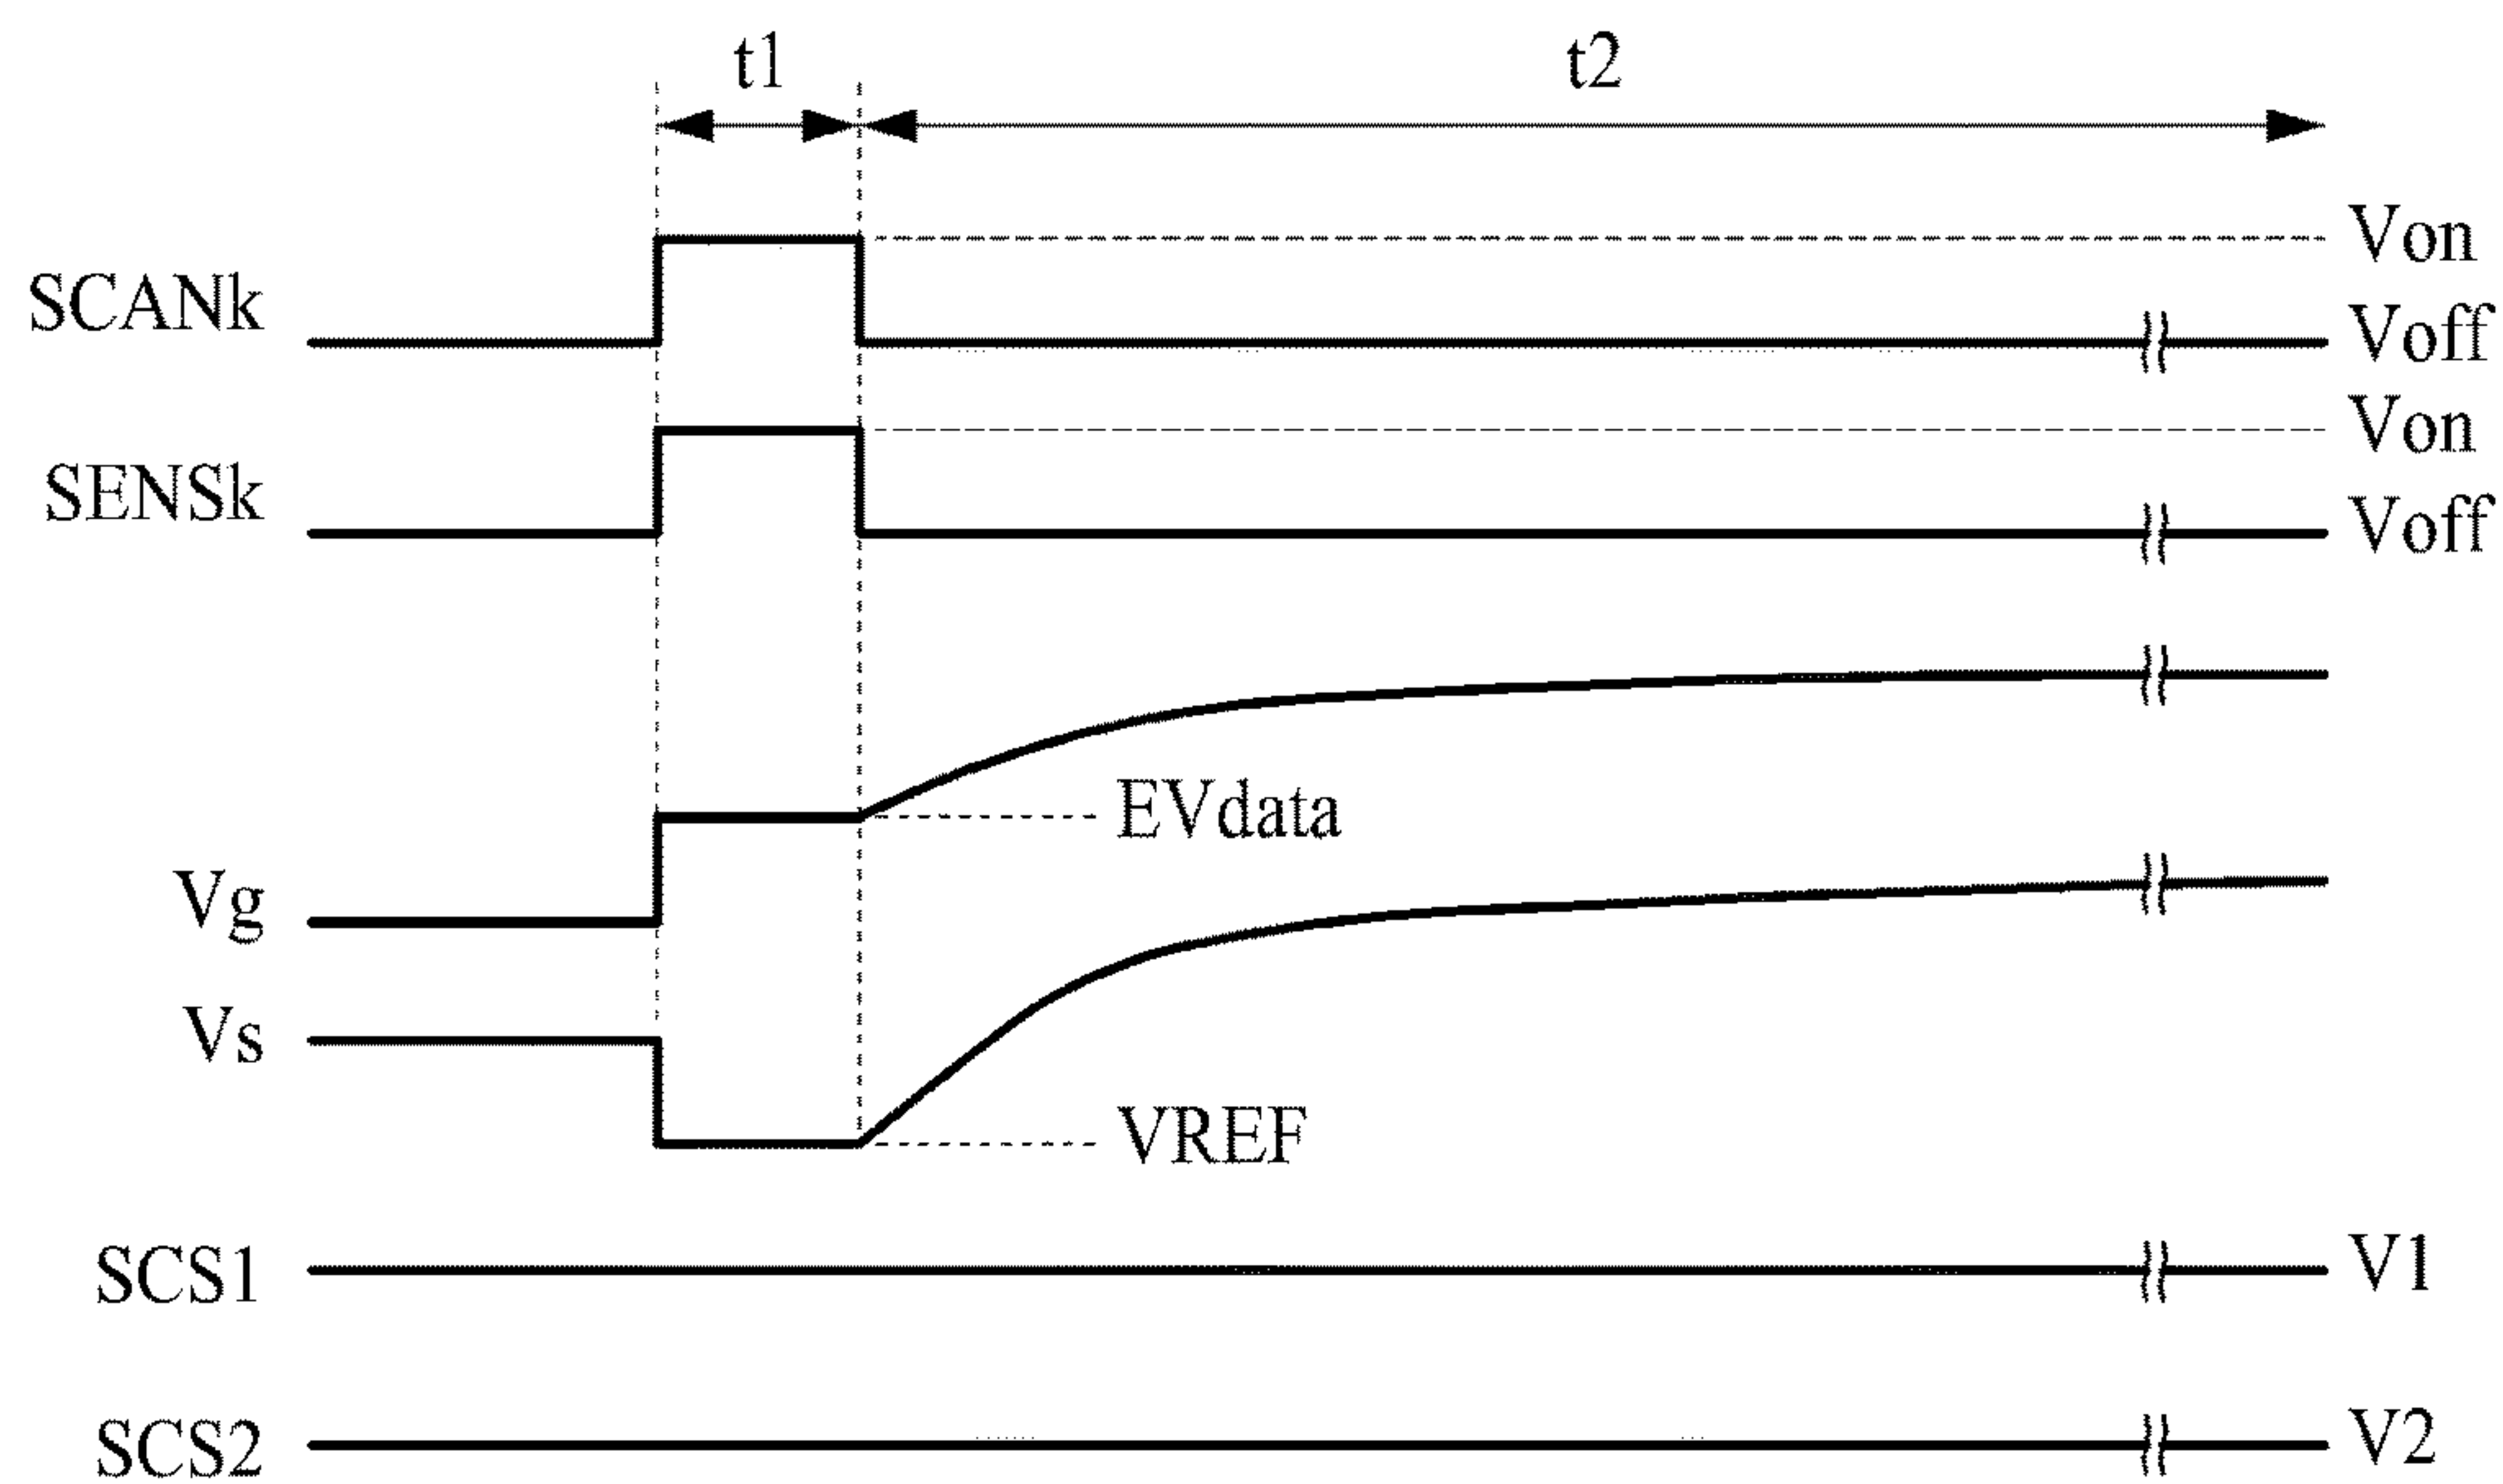 t1 t2
Von
SCANk
Voff
Von
SENSk
Voff
EVdata
Vg
Vs
VREF
SCS1 V1
SCS2 V2